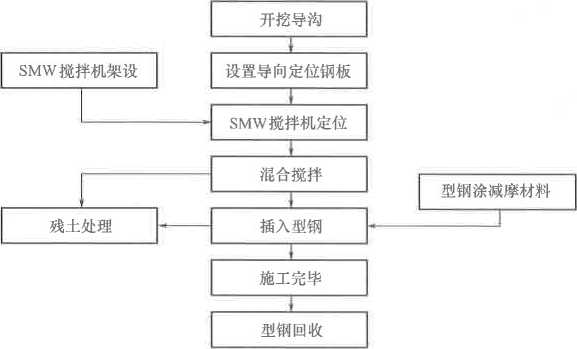 开挖导沟
SMW搅拌机架设
设置导向定位钢板
SMW搅拌机定位
混合搅拌
型钢涂减摩材料
残土处理
插入型钢
施工完毕
型钢回收